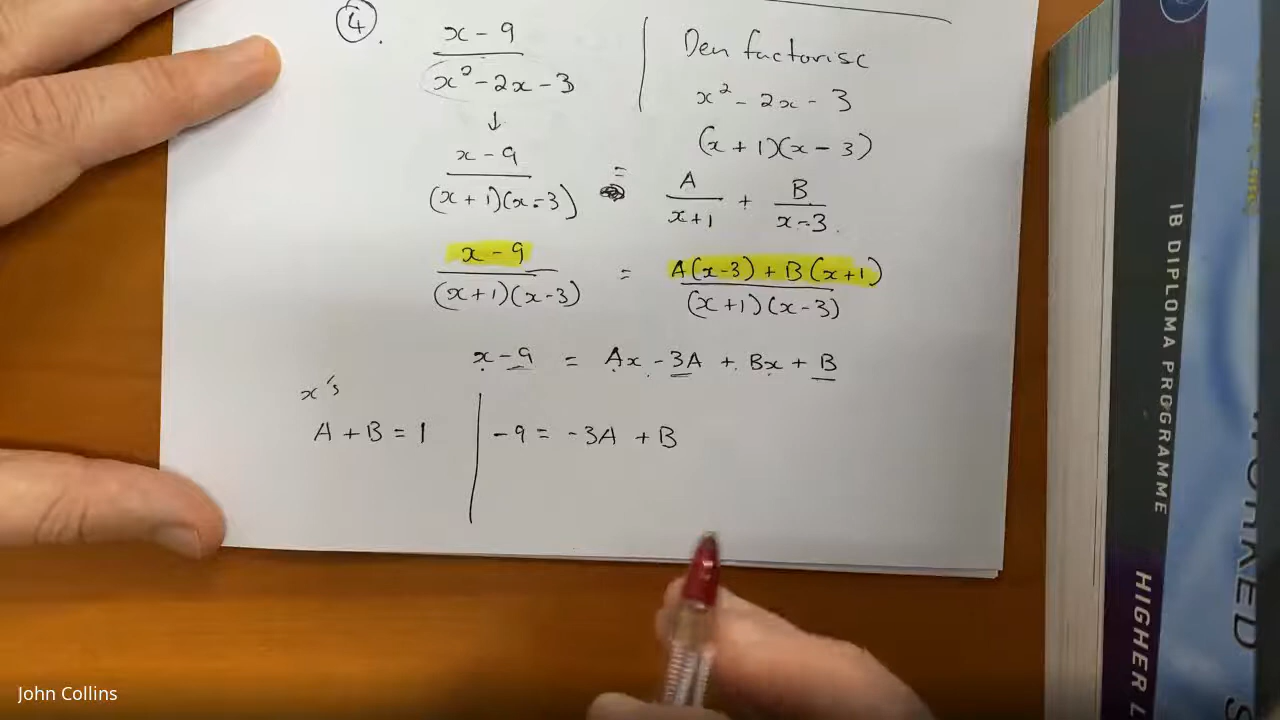 4.
x - 9
x² - 2x - 3
↓
x - 9
(x + 1)(x - 3)
=
Den factorise
x² - 2x - 3
(x + 1)(x - 3)
A/(x+1) + B/(x-3)
x - 9 = A(x-3) + B(x+1)
(x+1)(x-3) (x+1)(x-3)
x - 9 = Ax - 3A + Bx + B
x's
A + B = 1
-9 = -3A + B
IB DIPLOMA PROGRAMME
HIGHER
John Collins